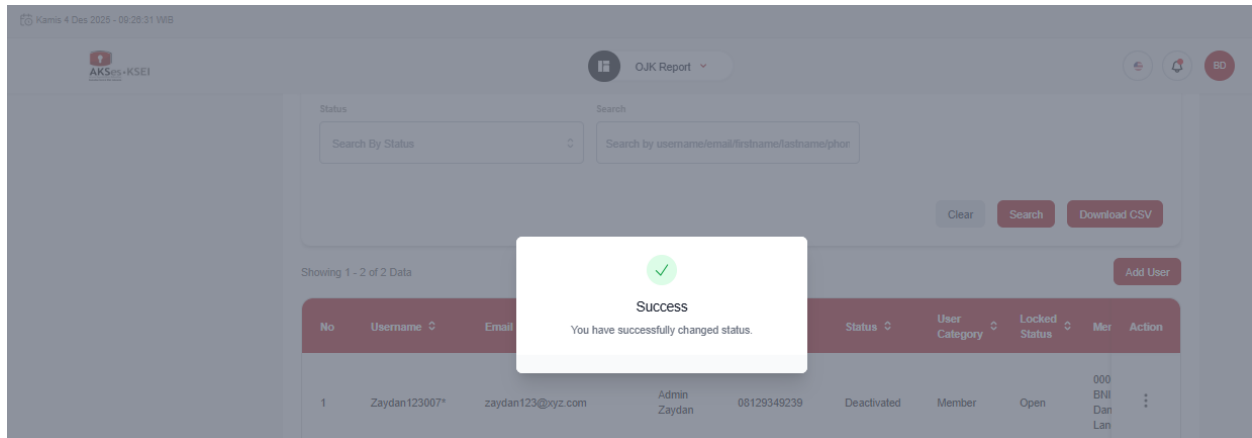 Kamis 4 Des 2025 - 09:26:31 WIB
AKSes•KSEI
OJK Report
BD
Status
Search
Search By Status
Search by username/email/firstname/lastname/phon
Clear
Search
Download CSV
Showing 1 - 2 of 2 Data
Add User
Success
You have successfully changed status.
No
Username
Email
Status
User
Category
Locked
Status
Mer
Action
1
Zaydan123007*
zaydan123@xyz.com
Admin
Zaydan
08129349239
Deactivated
Member
Open
000
BNI
Dan
Lan